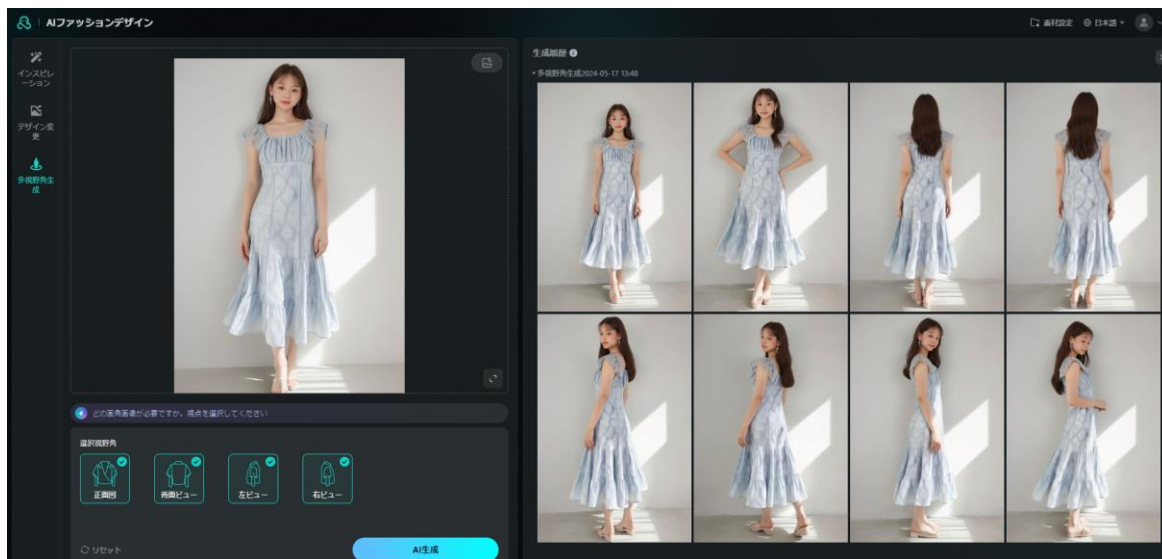 AIファッションデザイン
素材設定
日本語
インスピレ
ーション
デザイン変
更
多視野角生
成
どの画角画像が必要ですか。視点を選択してください
選択視野角
正面図
背面ビュー
左ビュー
右ビュー
リセット
AI生成
生成履歴
• 多視野角生成2024-05-17 13:48